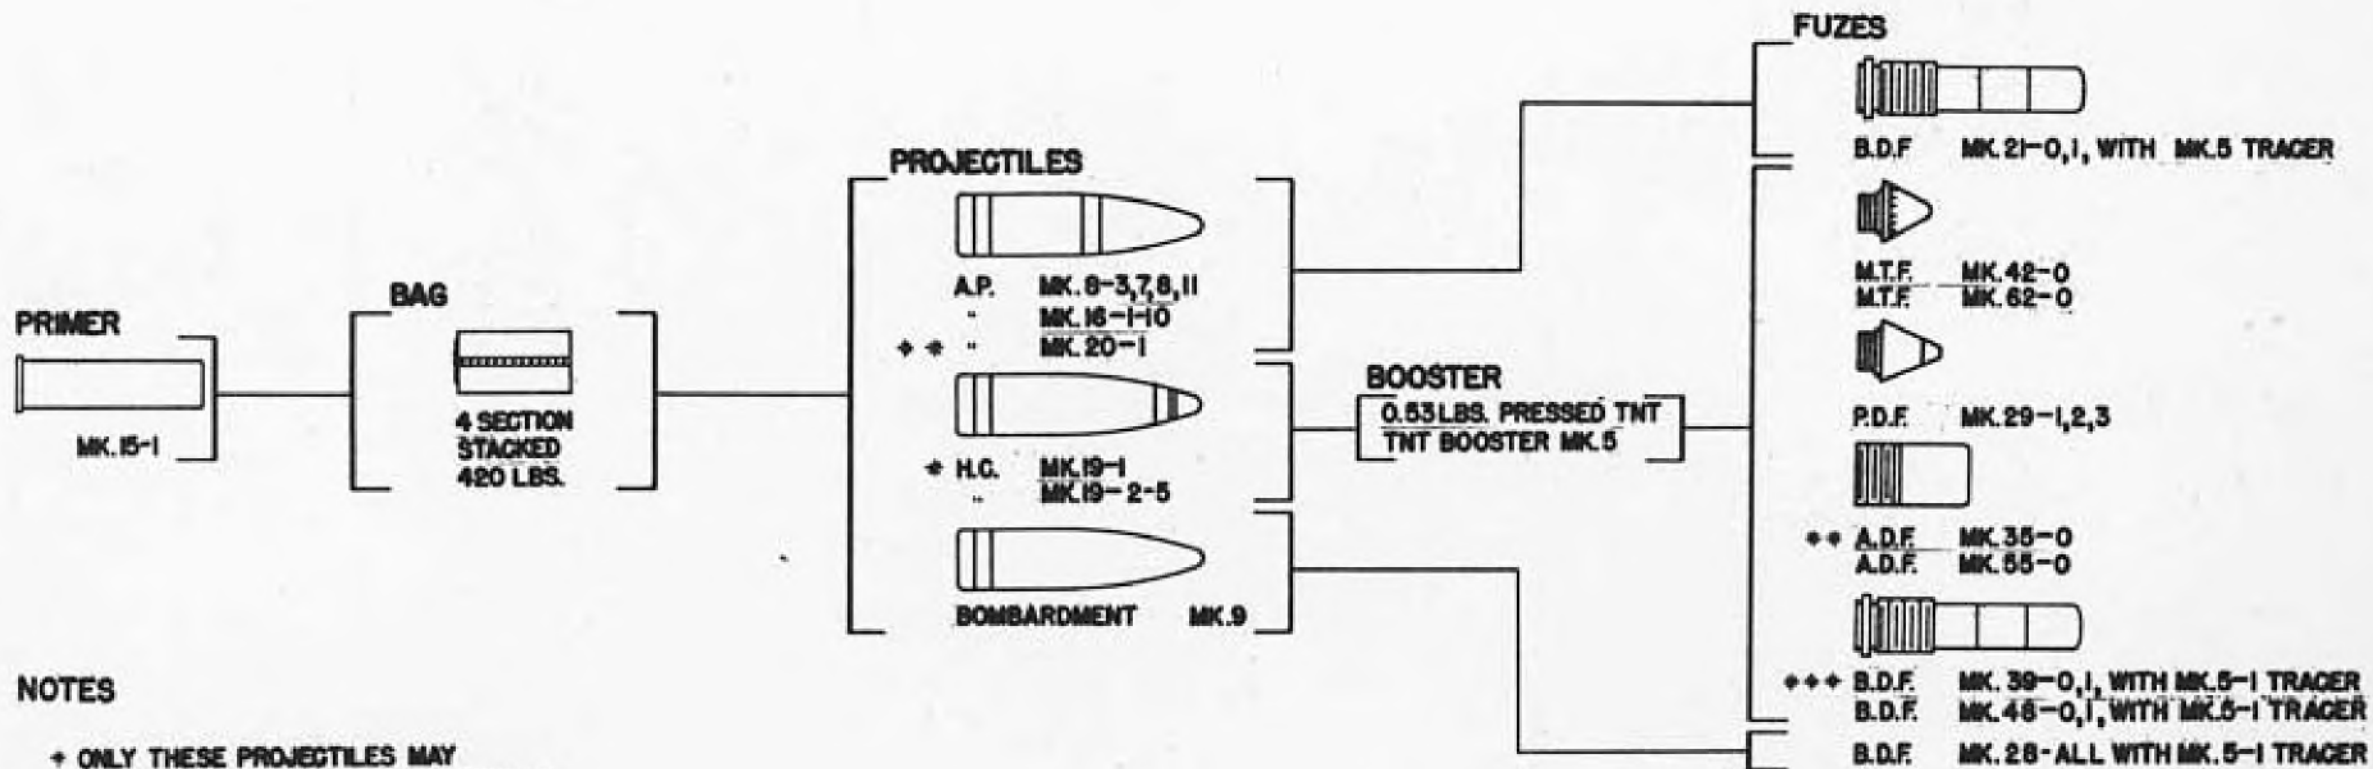 PRIMER
MK. 15-1
BAG
4 SECTION
STACKED
420 LBS.
PROJECTILES
A.P. MK. 8-3,7,8,11
" MK. 16-1-10
* * " MK. 20-1
* H.C. MK. 19-1
" MK. 19-2-5
BOMBARDMENT MK. 9
BOOSTER
0.53 LBS. PRESSED TNT
TNT BOOSTER MK. 5
FUZES
B.D.F MK. 21-0,1, WITH MK. 5 TRACER
M.T.F. MK. 42-0
M.T.F. MK. 62-0
P.D.F. MK. 29-1,2,3
** A.D.F. MK. 35-0
A.D.F. MK. 55-0
*** B.D.F. MK. 39-0,1, WITH MK. 5-1 TRACER
B.D.F. MK. 48-0,1, WITH MK. 5-1 TRACER
B.D.F. MK. 28-ALL WITH MK. 5-1 TRACER
NOTES
* ONLY THESE PROJECTILES MAY